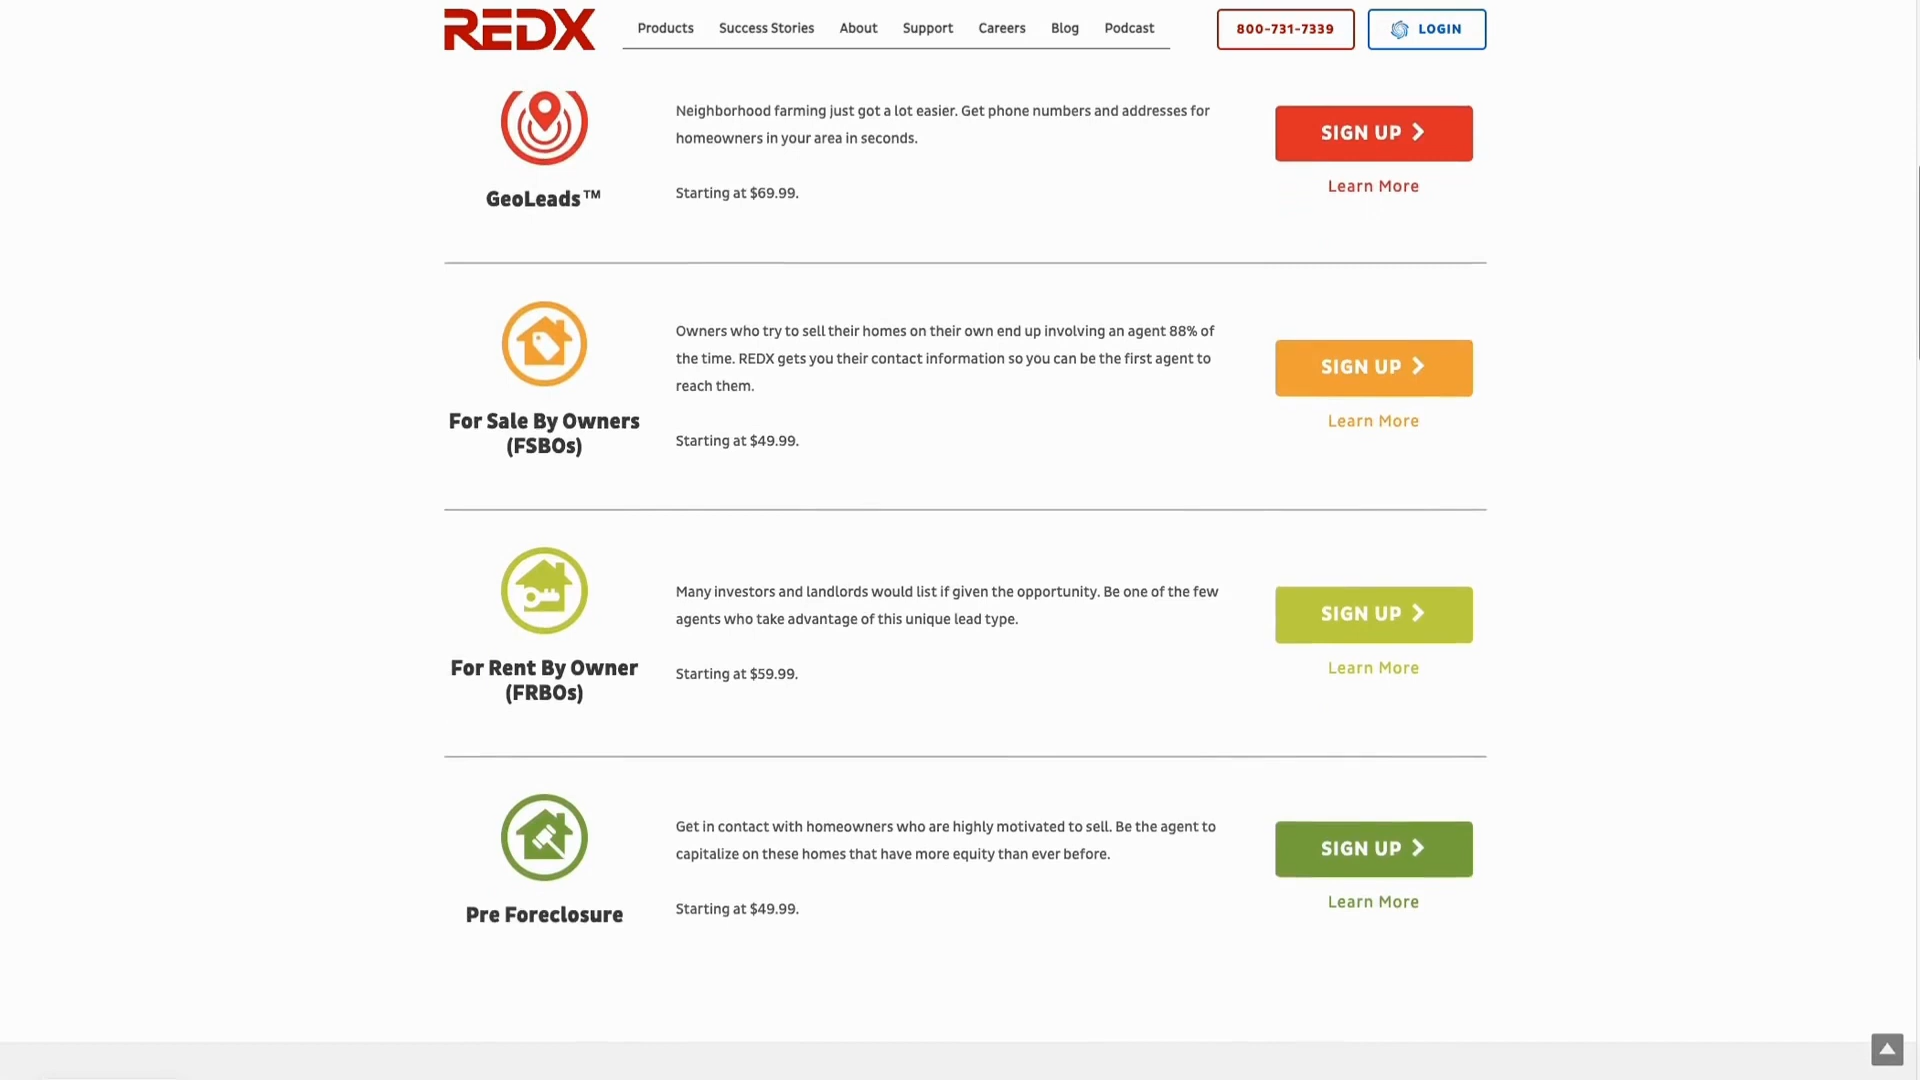 REDX
Products
Success Stories
About
Support
Careers
Blog
Podcast
800-731-7339
LOGIN
GeoLeads™
Neighborhood farming just got a lot easier. Get phone numbers and addresses for
homeowners in your area in seconds.
Starting at $69.99.
SIGN UP
Learn More
For Sale By Owners
(FSBOs)
Owners who try to sell their homes on their own end up involving an agent 88% of
the time. REDX gets you their contact information so you can be the first agent to
reach them.
Starting at $49.99.
SIGN UP
Learn More
For Rent By Owner
(FRBOs)
Many investors and landlords would list if given the opportunity. Be one of the few
agents who take advantage of this unique lead type.
Starting at $59.99.
SIGN UP
Learn More
Pre Foreclosure
Get in contact with homeowners who are highly motivated to sell. Be the agent to
capitalize on these homes that have more equity than ever before.
Starting at $49.99.
SIGN UP
Learn More